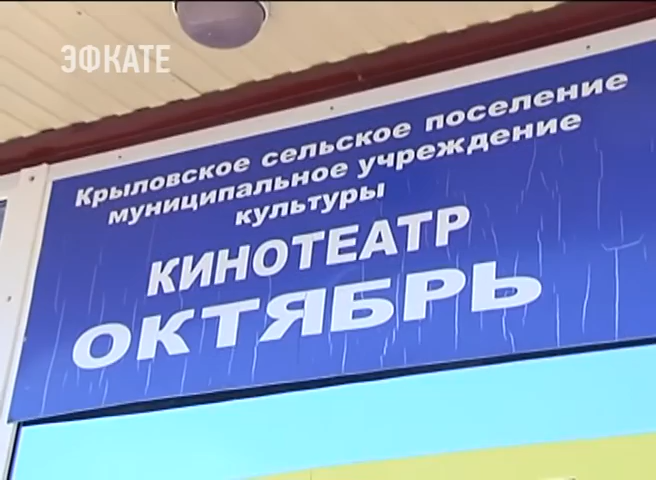 ЭФКАТЕ
Крыловское сельское поселение
муниципальное учреждение
культуры
КИНОТЕАТР
ОКТЯБРЬ